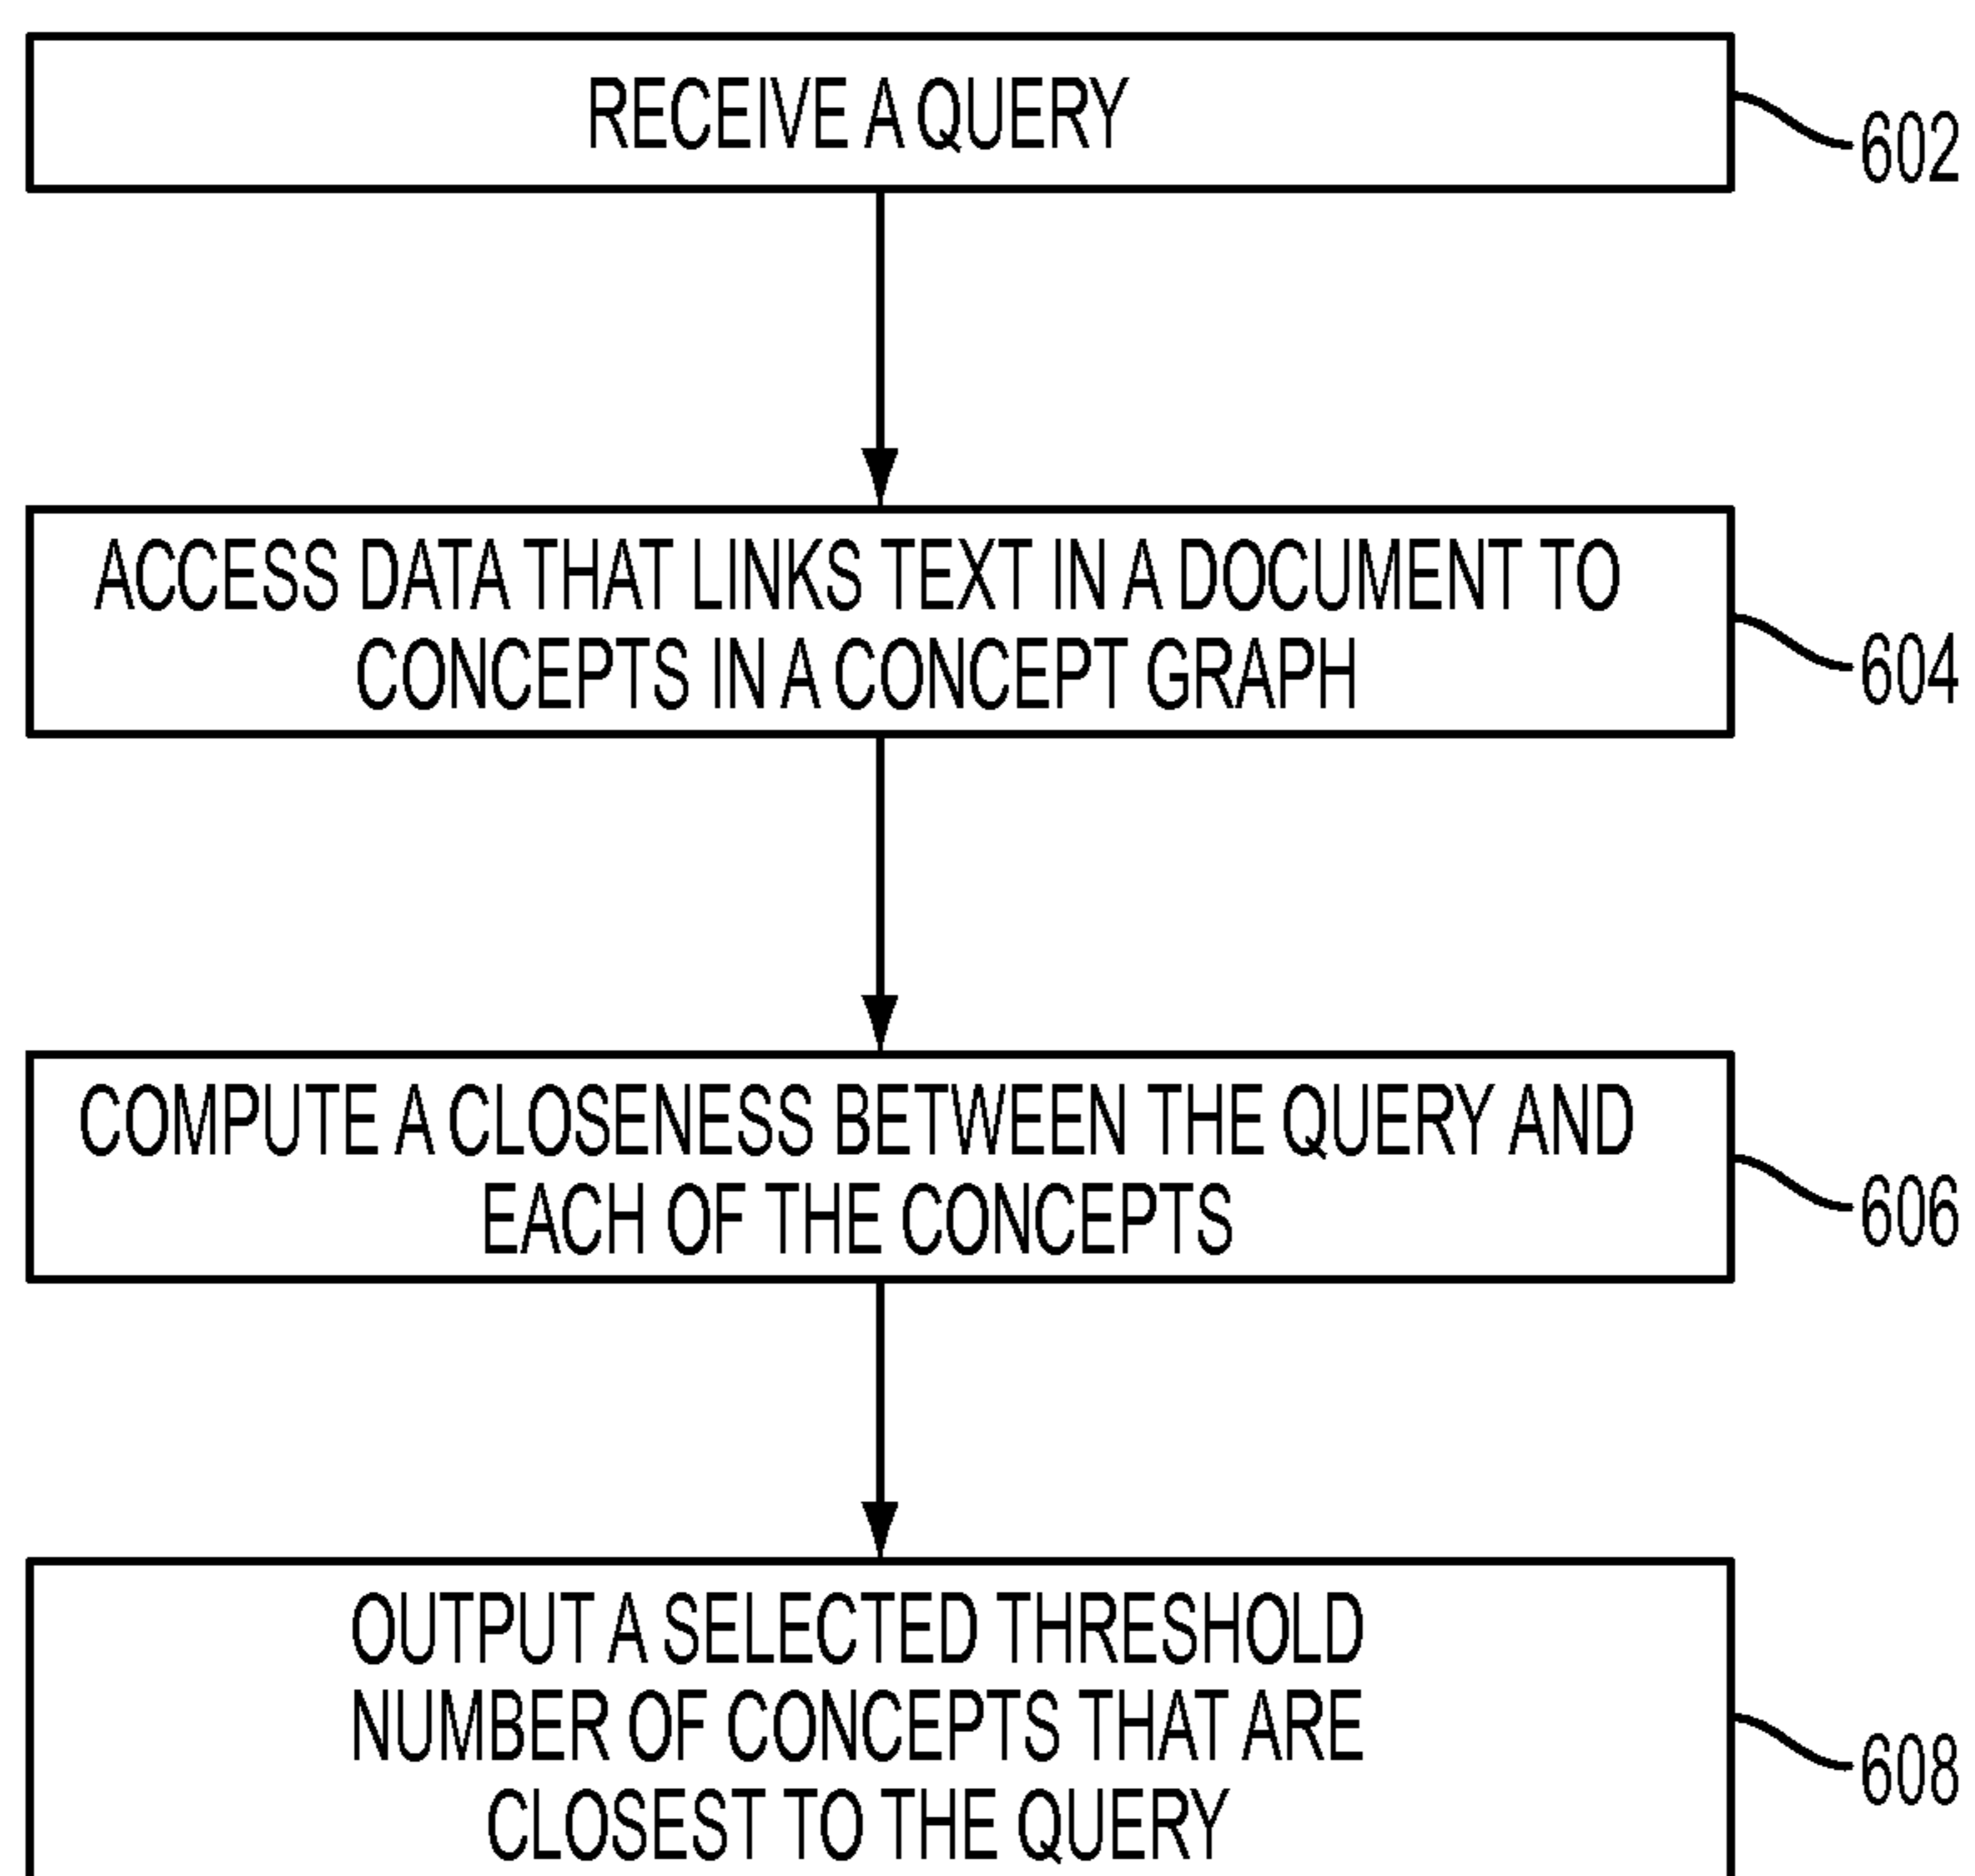 RECEIVE A QUERY
602
ACCESS DATA THAT LINKS TEXT IN A DOCUMENT TO
CONCEPTS IN A CONCEPT GRAPH
604
COMPUTE A CLOSENESS BETWEEN THE QUERY AND
EACH OF THE CONCEPTS
606
OUTPUT A SELECTED THRESHOLD
NUMBER OF CONCEPTS THAT ARE
CLOSEST TO THE QUERY
608